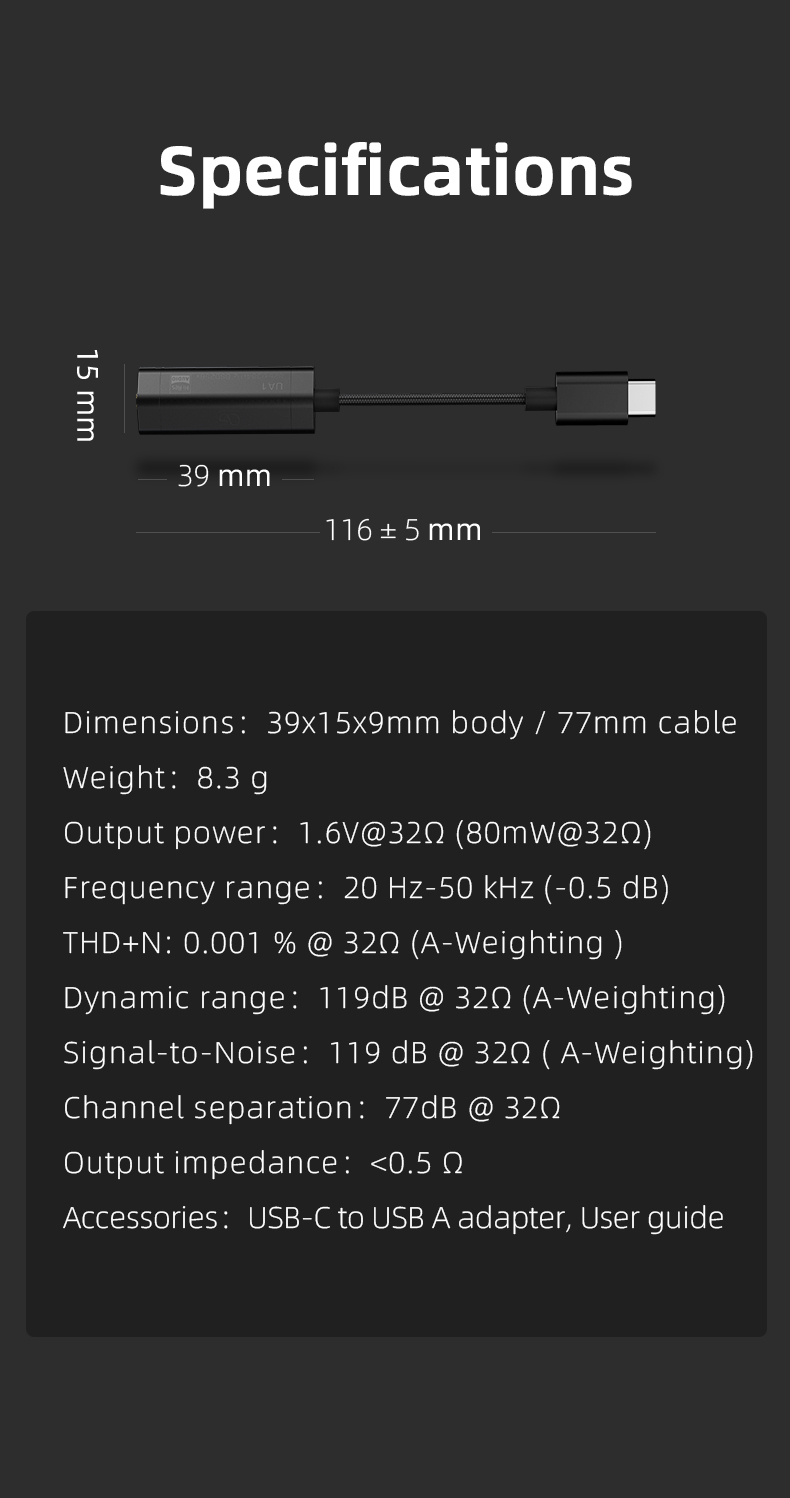 Specifications
15 mm
UA1
39 mm
116 ± 5 mm
Dimensions: 39x15x9mm body / 77mm cable
Weight: 8.3 g
Output power: 1.6V@32Ω (80mW@32Ω)
Frequency range: 20 Hz-50 kHz (-0.5 dB)
THD+N: 0.001 % @ 32Ω (A-Weighting )
Dynamic range: 119dB @ 32Ω (A-Weighting)
Signal-to-Noise: 119 dB @ 32Ω ( A-Weighting)
Channel separation: 77dB @ 32Ω
Output impedance: <0.5 Ω
Accessories: USB-C to USB A adapter, User guide